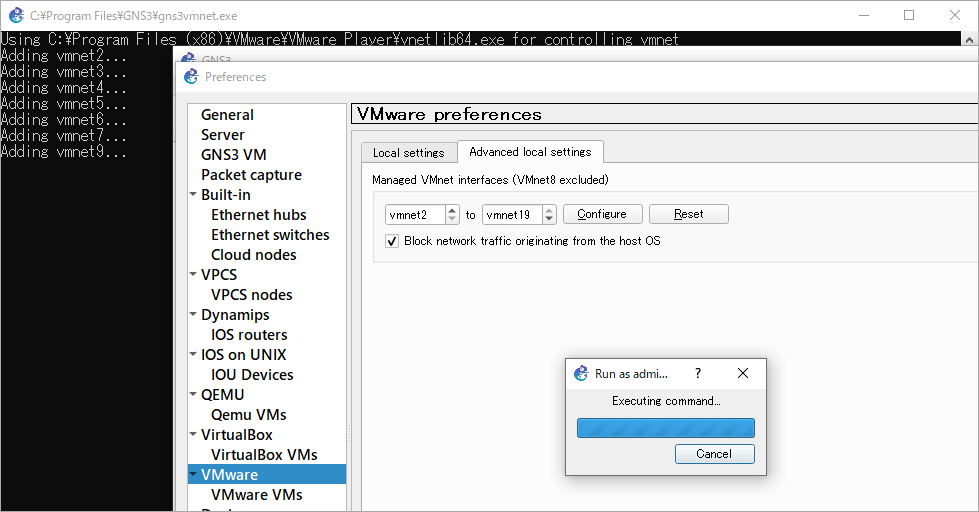 C:¥Program Files¥GNS3¥gns3vmnet.exe
Using C:¥Program Files (x86)¥VMware¥VMware Player¥vnetlib64.exe for controlling vmnet
Adding vmnet2...
Adding vmnet3...
Adding vmnet4...
Adding vmnet5...
Adding vmnet6...
Adding vmnet7...
Adding vmnet9...
GNS3
Preferences
General
Server
GNS3 VM
Packet capture
Built-in
Ethernet hubs
Ethernet switches
Cloud nodes
VPCS
VPCS nodes
Dynamips
IOS routers
IOS on UNIX
IOU Devices
QEMU
Qemu VMs
VirtualBox
VirtualBox VMs
VMware
VMware VMs
VMware preferences
Local settings
Advanced local settings
Managed VMnet interfaces (VMnet8 excluded)
vmnet2 to vmnet19 Configure Reset
Block network traffic originating from the host OS
Run as admi... ?
Executing command...
Cancel